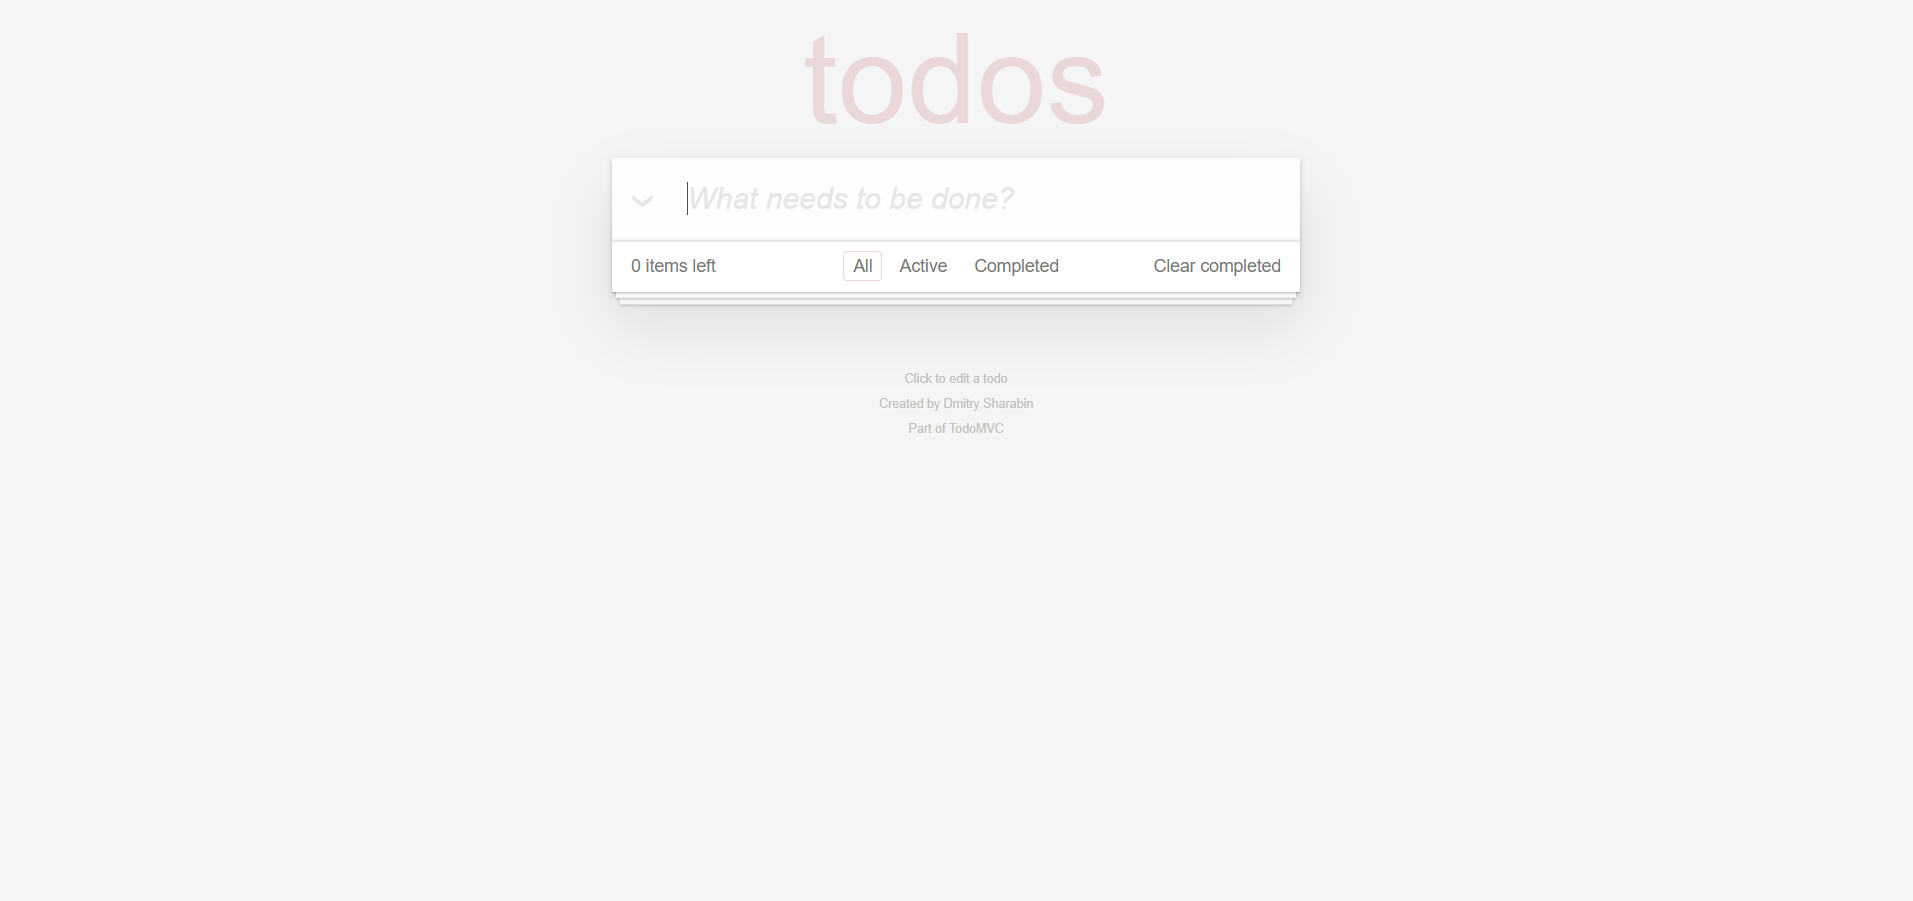 todos
What needs to be done?
0 items left All Active Completed Clear completed
Click to edit a todo
Created by Dmitry Sharabin
Part of TodoMVC